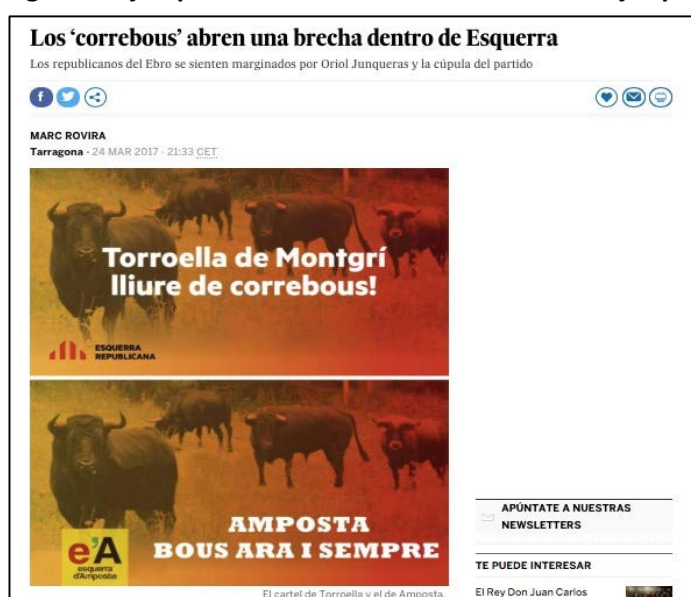 Los ‘correbous’ abren una brecha dentro de Esquerra
Los republicanos del Ebro se sienten marginados por Oriol Junqueras y la cúpula del partido
MARC ROVIRA
Tarragona - 24 MAR 2017 - 21:33 CET
Torroella de Montgrí
lliure de correbous!
ESQUERRA
REPUBLICANA
AMPOSTA
BOUS ARA I SEMPRE
e'A
esquerra
d'Amposta
El cartel de Torroella y el de Amposta.
APÚNTATE A NUESTRAS
NEWSLETTERS
TE PUEDE INTERESAR
El Rey Don Juan Carlos